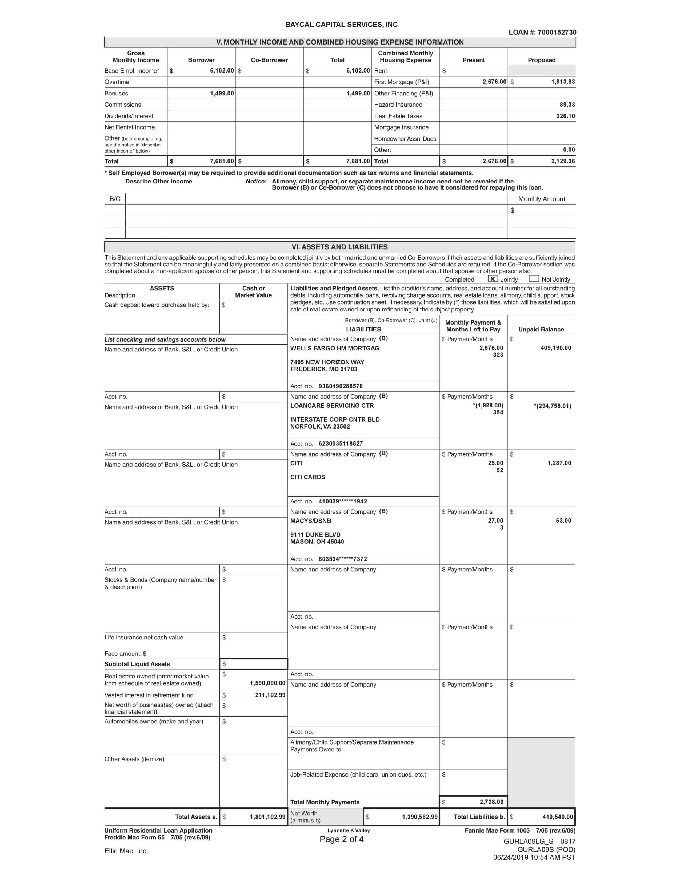 BAYCAL CAPITAL SERVICES, INC
LOAN #: 7000152730
V. MONTHLY INCOME AND COMBINED HOUSING EXPENSE INFORMATION
Gross Monthly Income Borrower Co-Borrower Total Combined Monthly Housing Expense Present Proposed
Base Empl. Income* $ 6,182.00 $ $ 6,182.00 Rent $
Overtime First Mortgage (P&I) 2,676.00 $ 1,813.93
Bonuses 1,499.00 1,499.00 Other Financing (P&I)
Commissions Hazard Insurance 89.33
Dividends/Interest Real Estate Taxes
Net Rental Income Mortgage Insurance
Other (before completing, see the notice in "describe other income" below) Homeowner Assn. Dues
Other: 0.00
Total $ 7,681.00 $ $ 7,681.00 Total $ 2,676.00 $ 3,129.36
* Self Employed Borrower(s) may be required to provide additional documentation such as tax returns and financial statements.
Describe Other Income Notice: Alimony, child support, or separate maintenance income need not be revealed if the
Borrower (B) or Co-Borrower (C) does not choose to have it considered for repaying this loan.
B/C Monthly Amount
$
VI. ASSETS AND LIABILITIES
This Statement and any applicable supporting schedules may be completed jointly by both married and unmarried Co-Borrowers if their assets and liabilities are sufficiently joined
so that the Statement can be meaningfully and fairly presented on a combined basis; otherwise, separate Statements and Schedules are required. If the Co-Borrower section was
completed about a non-applicant spouse or other person, this Statement and supporting schedules must be completed about that spouse or other person also.
Completed X Jointly Not Jointly
ASSETS
Description
Cash or Market Value
Cash deposit toward purchase held by: $
Liabilities and Pledged Assets. List the creditor's name, address, and account number for all outstanding
debts, including automobile loans, revolving charge accounts, real estate loans, alimony, child support, stock
pledges, etc. Use continuation sheet, if necessary. Indicate by (*) those liabilities, which will be satisfied upon
sale of real estate owned or upon refinancing of the subject property.
LIABILITIES
Monthly Payment & Months Left to Pay
Unpaid Balance
List checking and savings accounts below
Name and address of Bank, S&L, or Credit Union
Name and address of Company (B) $ Payment/Months $
WELLS FARGO HM MORTGAG 2,676.00 409,190.00
323
7495 NEW HORIZON WAY
FREDERICK, MD 21703
Acct. no. 9360496288576
Acct. no. $
Name and address of Bank, S&L, or Credit Union
Name and address of Company (B) $ Payment/Months $
LOANCARE SERVICING CTR *(1,928.00) *(294,758.01)
INTERSTATE CORP CNTR BLD
NORFOLK, VA 23502
Acct. no. 6230035118827
Acct. no. $
Name and address of Bank, S&L, or Credit Union
Name and address of Company (B) $ Payment/Months $
CITI 25.00 1,287.00
52
CITI CARDS
Acct. no. 410039******1942
Acct. no. $
Name and address of Bank, S&L, or Credit Union
Name and address of Company (B) $ Payment/Months $
MACYS/DSNB 27.00 63.00
3
9111 DUKE BLVD
MASON, OH 45040
Acct. no. 603534******7372
Acct. no. $
Stocks & Bonds (Company name/number & description) $
Name and address of Company $ Payment/Months $
Acct. no.
Name and address of Company $ Payment/Months $
Life insurance net cash value $
Face amount: $
Subtotal Liquid Assets $
Acct. no.
Real estate owned (enter market value from schedule of real estate owned) $ 1,590,000.00
Name and address of Company $ Payment/Months $
Vested interest in retirement fund $ 211,102.99
Net worth of business(es) owned (attach financial statement) $
Automobiles owned (make and year) $
Acct. no.
Alimony/Child Support/Separate Maintenance Payments Owed to: $
Other Assets (itemize) $
Job-Related Expense (child care, union dues, etc.) $
Total Monthly Payments $ 2,728.00
Total Assets a. $ 1,801,102.99 Net Worth (a minus b) $ 1,390,562.99 Total Liabilities b. $ 410,540.00
Uniform Residential Loan Application
Freddie Mac Form 65 7/05 (rev.6/09)
Page 2 of 4
Fannie Mae Form 1003 7/05 (rev.6/09)
Ellie Mae, Inc.
GURLA09LG_S 0817
GURLA09S (POD)
06/24/2019 10:54 AM PST